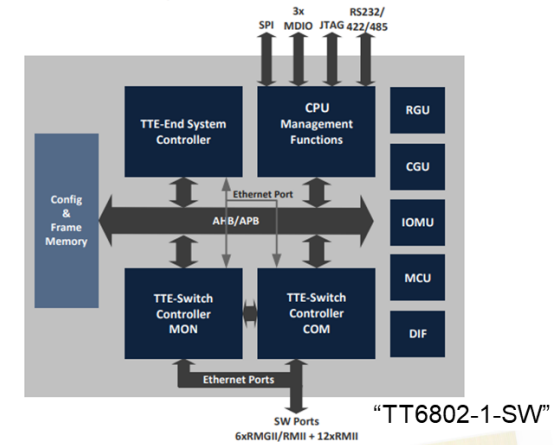 SPI
3x
MDIO
JTAG
RS232/
422/485
TTE-End System
Controller
CPU
Management
Functions
RGU
CGU
IOMU
MCU
DIF
Config
&
Frame
Memory
Ethernet Port
AHB/APB
TTE-Switch
Controller
MON
TTE-Switch
Controller
COM
Ethernet Ports
SW Ports
6xRMGII/RMII + 12xRMII
“TT6802-1-SW”